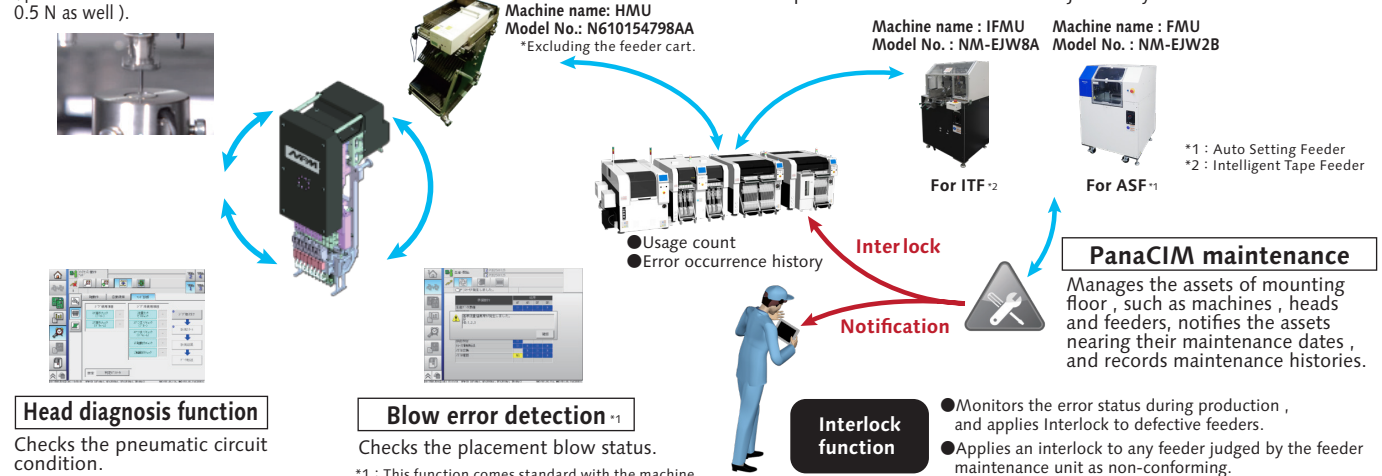 0.5 N as well ).
Machine name: HMU
Model No.: N610154798AA
*Excluding the feeder cart.
Machine name : IFMU
Model No. : NM-EJW8A
Machine name : FMU
Model No. : NM-EJW2B
*1 : Auto Setting Feeder
*2 : Intelligent Tape Feeder
For ITF *2
For ASF *1
●Usage count
●Error occurrence history
Interlock
Notification
PanaCIM maintenance
Manages the assets of mounting
floor , such as machines , heads
and feeders, notifies the assets
nearing their maintenance dates ,
and records maintenance histories.
Head diagnosis function
Checks the pneumatic circuit
condition.
Blow error detection *1
Checks the placement blow status.
*1 : This function comes standard with the machine
Interlock
function
●Monitors the error status during production ,
and applies Interlock to defective feeders.
●Applies an interlock to any feeder judged by the feeder
maintenance unit as non-conforming.